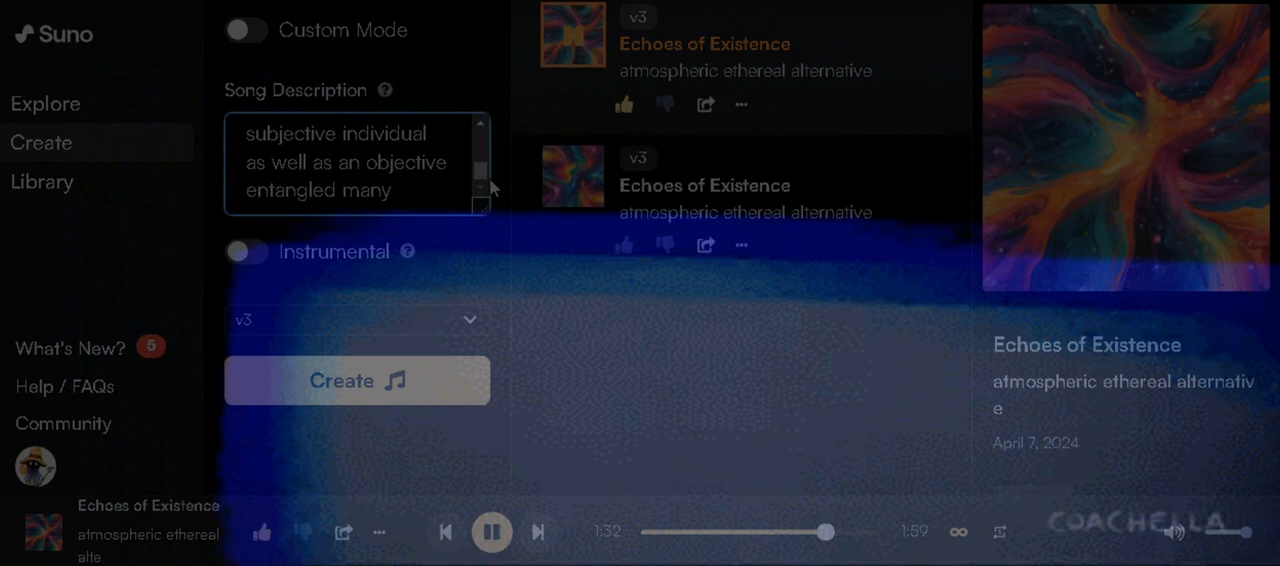 Suno
Explore
Create
Library
What's New? 5
Help / FAQs
Community
Custom Mode
Song Description ?
subjective individual
as well as an objective
entangled many
Instrumental ?
v3
Create
v3
Echoes of Existence
atmospheric ethereal alternative
v3
Echoes of Existence
atmospheric ethereal alternative
Echoes of Existence
atmospheric ethereal alternativ
e
April 7, 2024
Echoes of Existence
atmospheric ethereal
alte
1:32
1:59
COACHELLA